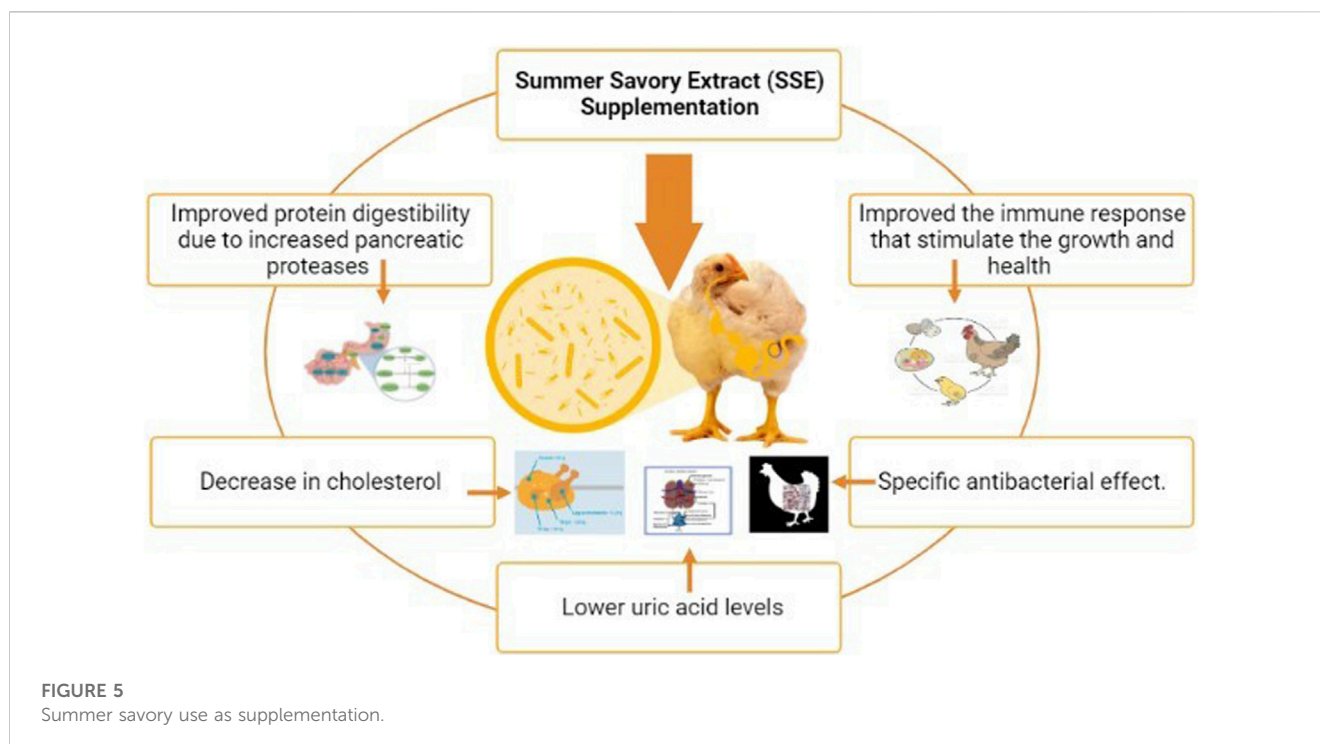 Summer Savory Extract (SSE)
Supplementation
Improved protein digestibility
due to increased pancreatic
proteases
Improved the immune response
that stimulate the growth and
health
Decrease in cholesterol
Specific antibacterial effect.
Lower uric acid levels
FIGURE 5
Summer savory use as supplementation.